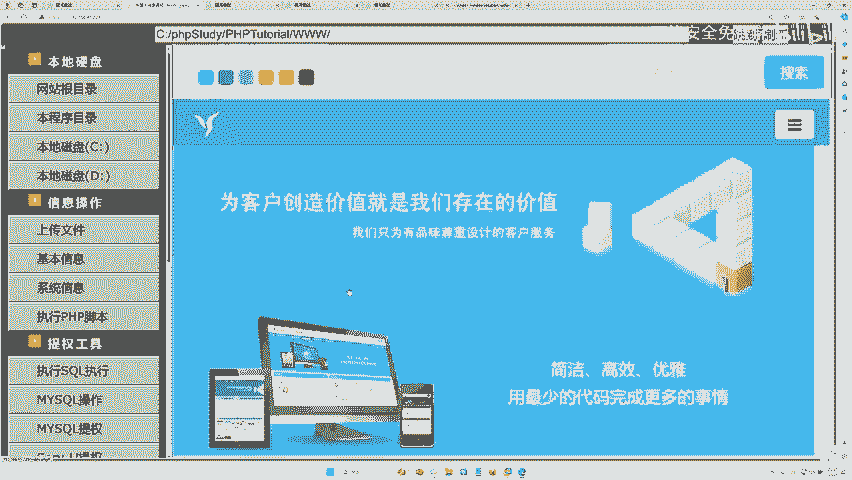 C:/phpStudy/PHPTutorial/WWW/
安全免
本地硬盘
网站根目录
本程序目录
本地磁盘(C:)
本地磁盘(D:)
信息操作
上传文件
基本信息
系统信息
执行PHP脚本
提权工具
执行SQL执行
MYSQL操作
MYSQL提权
搜索
为客户创造价值就是我们存在的价值
我们只为有品味尊重设计的客户服务
简洁、高效、优雅
用最少的代码完成更多的事情